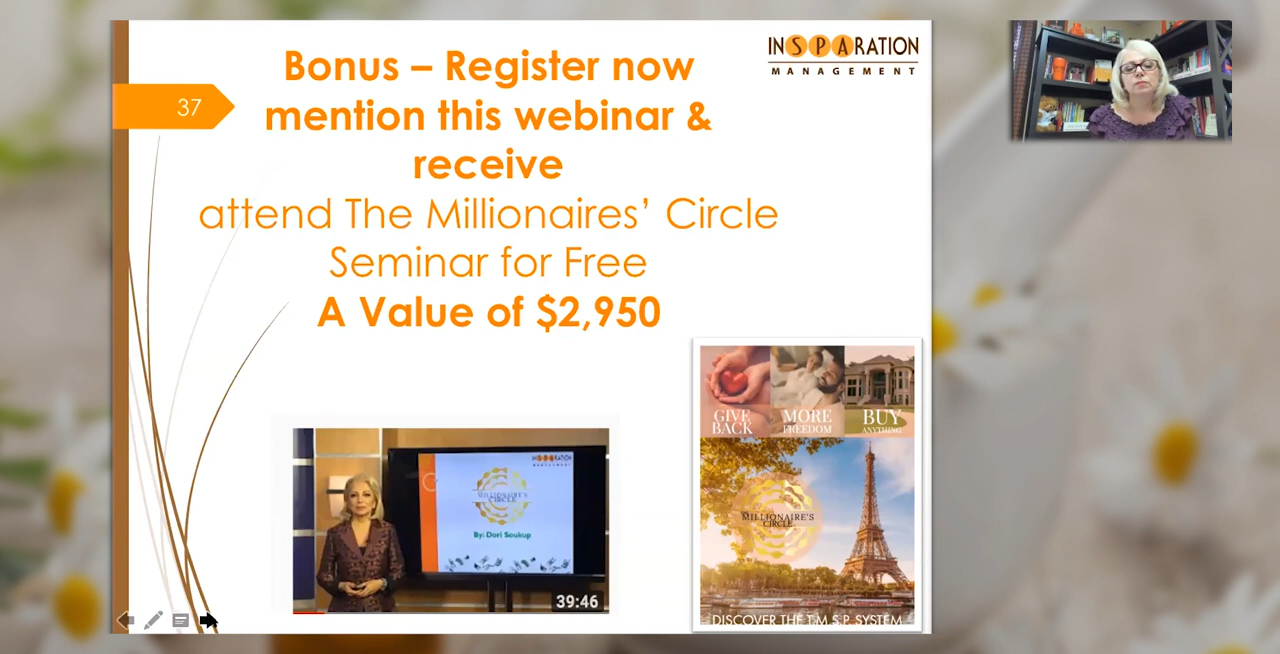 INSPARATION
MANAGEMENT
37
Bonus – Register now
mention this webinar &
receive
attend The Millionaires’ Circle
Seminar for Free
A Value of $2,950
GIVE
BACK
MORE
FREEDOM
BUY
ANYTHING
INSPARATION
MANAGEMENT
MILLIONAIRE'S
CIRCLE
By: Dori Soukup
39:46
MILLIONAIRE'S
CIRCLE
DISCOVER THE T.M.S.P. SYSTEM